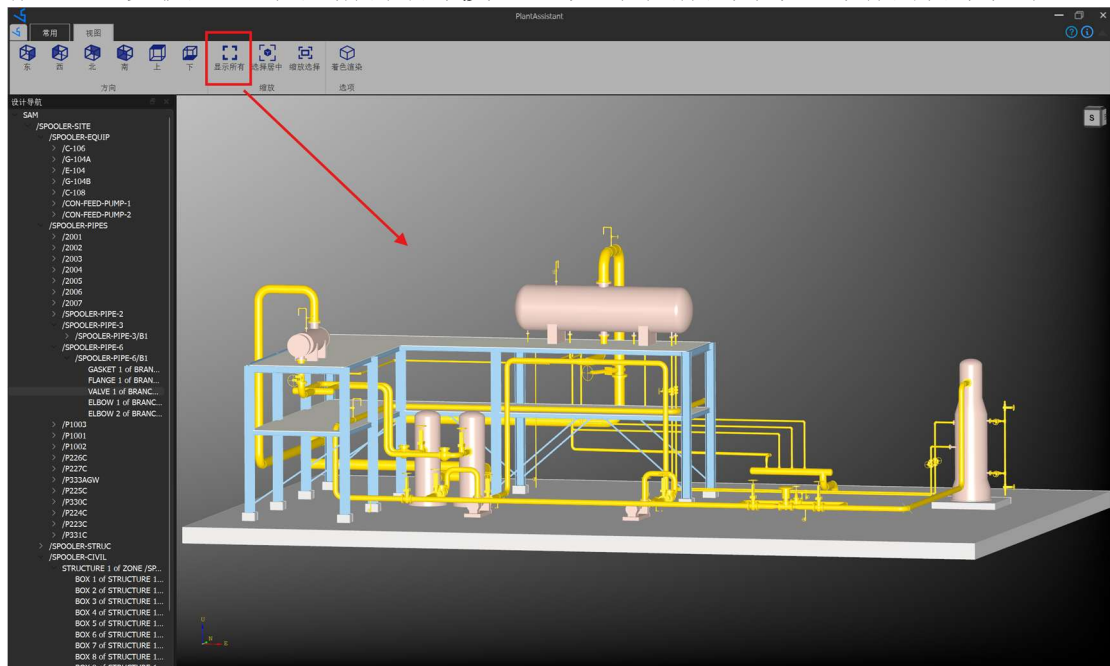 PlantAssistant
常用 视图
东 西 北 南 上 下 显示所有 选择居中 缩放选择 着色渲染
方向 缩放 选项
设计导航
SAM
/SPOOLER-SITE
/SPOOLER-EQUIP
/C-106
/G-104A
/E-104
/G-104B
/C-108
/CON-FEED-PUMP-1
/CON-FEED-PUMP-2
/SPOOLER-PIPES
/2001
/2002
/2003
/2004
/2005
/2006
/2007
/SPOOLER-PIPE-2
/SPOOLER-PIPE-3
/SPOOLER-PIPE-3/B1
/SPOOLER-PIPE-6
/SPOOLER-PIPE-6/B1
GASKET 1 of BRAN...
FLANGE 1 of BRAN...
VALVE 1 of BRANC...
ELBOW 1 of BRANC...
ELBOW 2 of BRANC...
/P1003
/P1001
/P1002
/P226C
/P227C
/P333AGW
/P225C
/P330C
/P224C
/P223C
/P331C
/SPOOLER-STRUC
/SPOOLER-CIVIL
STRUCTURE 1 of ZONE /SP...
BOX 1 of STRUCTURE 1...
BOX 2 of STRUCTURE 1...
BOX 3 of STRUCTURE 1...
BOX 4 of STRUCTURE 1...
BOX 5 of STRUCTURE 1...
BOX 6 of STRUCTURE 1...
BOX 7 of STRUCTURE 1...
BOX 8 of STRUCTURE 1...
S
U
N
E